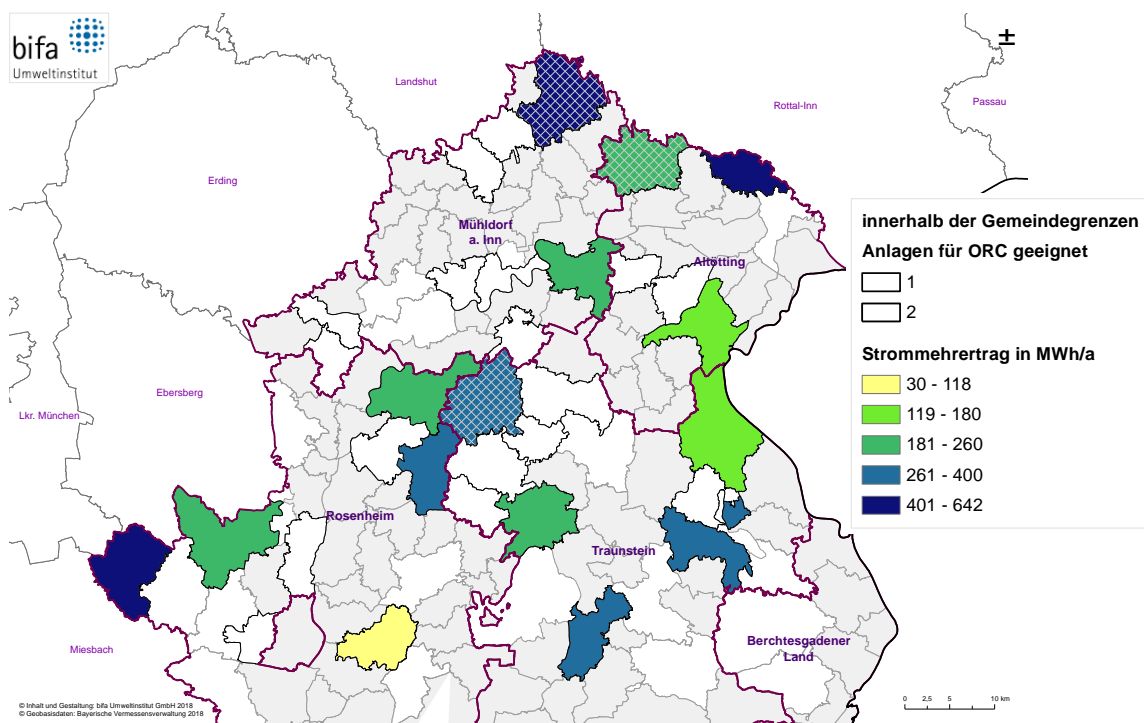 bifa
Umweltinstitut
±
Landshut
Rottal-Inn
Passau
Erding
Mühldorf
a. Inn
Altötting
Ebersberg
Lkr. München
Rosenheim
Traunstein
Miesbach
Berchtesgadener
Land
innerhalb der Gemeindegrenzen
Anlagen für ORC geeignet
1
2
Strommehrertrag in MWh/a
30 - 118
119 - 180
181 - 260
261 - 400
401 - 642
© Inhalt und Gestaltung: bifa Umweltinstitut GmbH 2018
© Geobasisdaten: Bayerische Vermessensverwaltung 2018
0 2,5 5 10 km